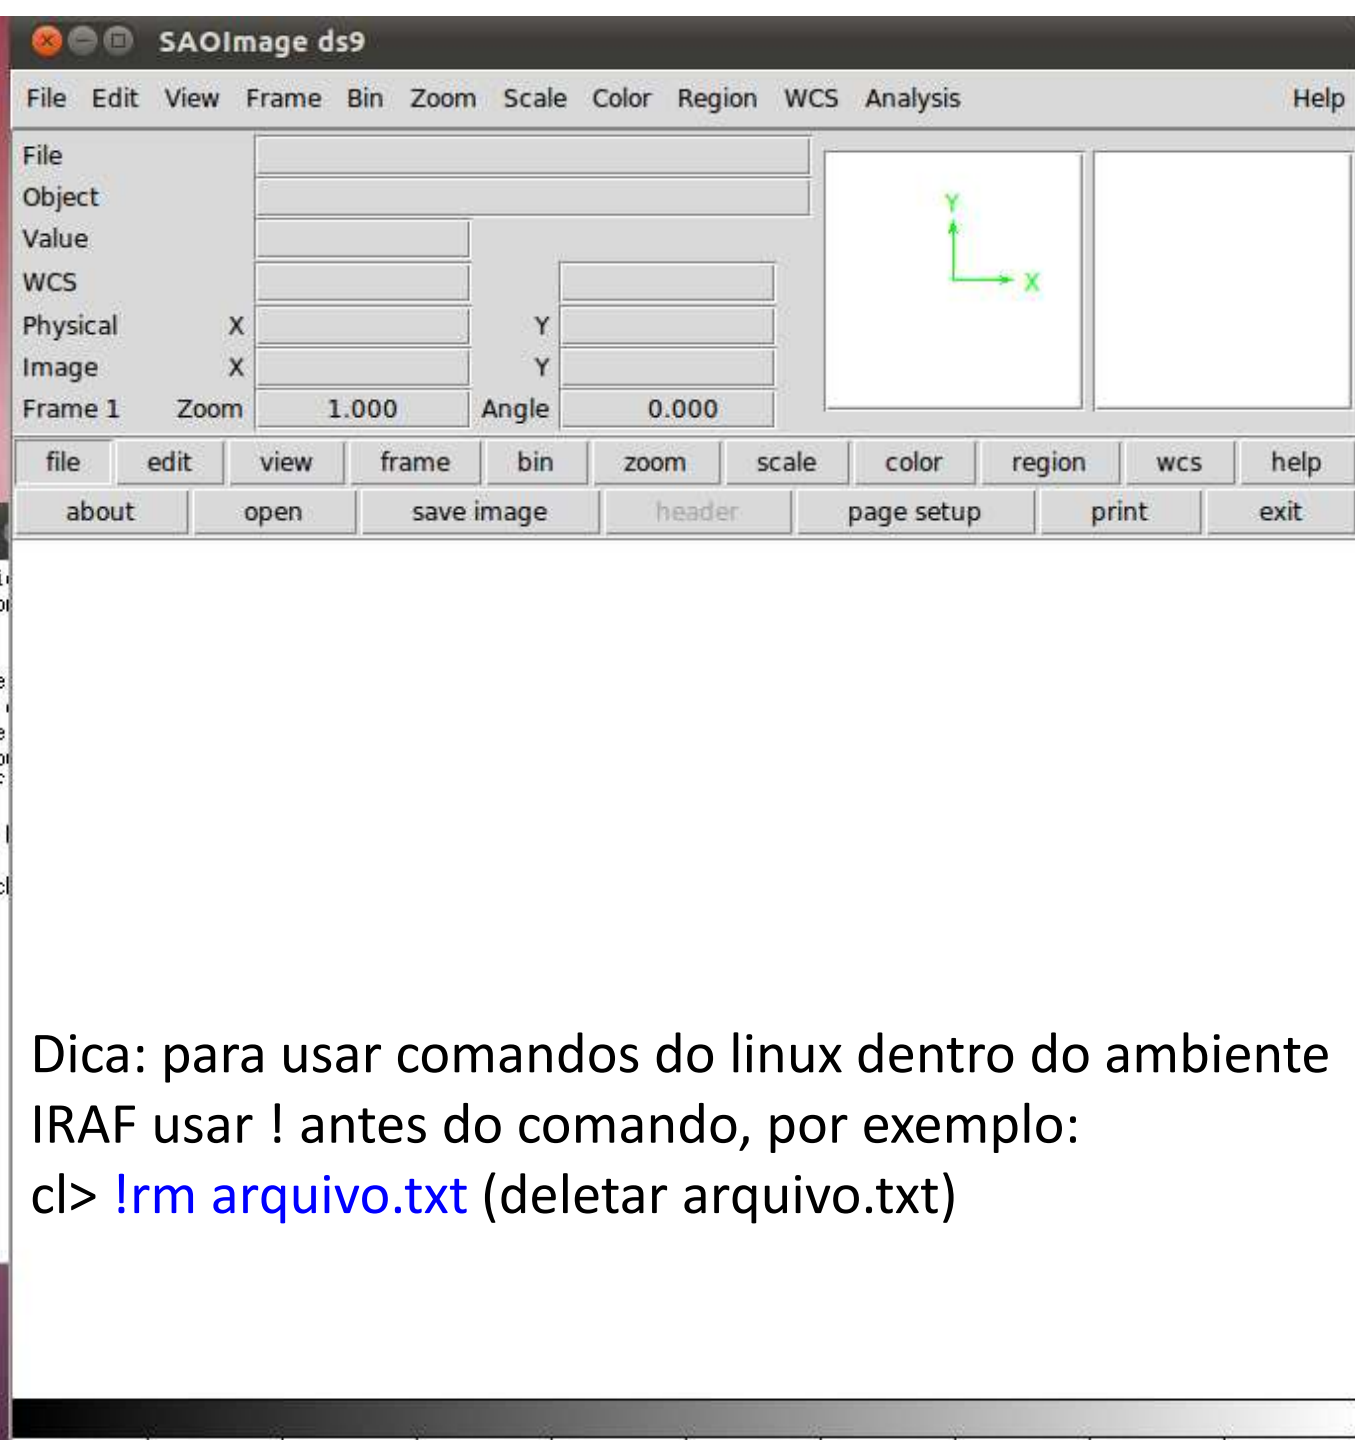 SAOImage ds9
File Edit View Frame Bin Zoom Scale Color Region WCS Analysis Help
File
Object
Value
WCS
Physical X Y
Image X Y
Frame 1 Zoom 1.000 Angle 0.000
Y
X
file edit view frame bin zoom scale color region wcs help
about open save image header page setup print exit
Dica: para usar comandos do linux dentro do ambiente
IRAF usar ! antes do comando, por exemplo:
cl> !rm arquivo.txt (deletar arquivo.txt)